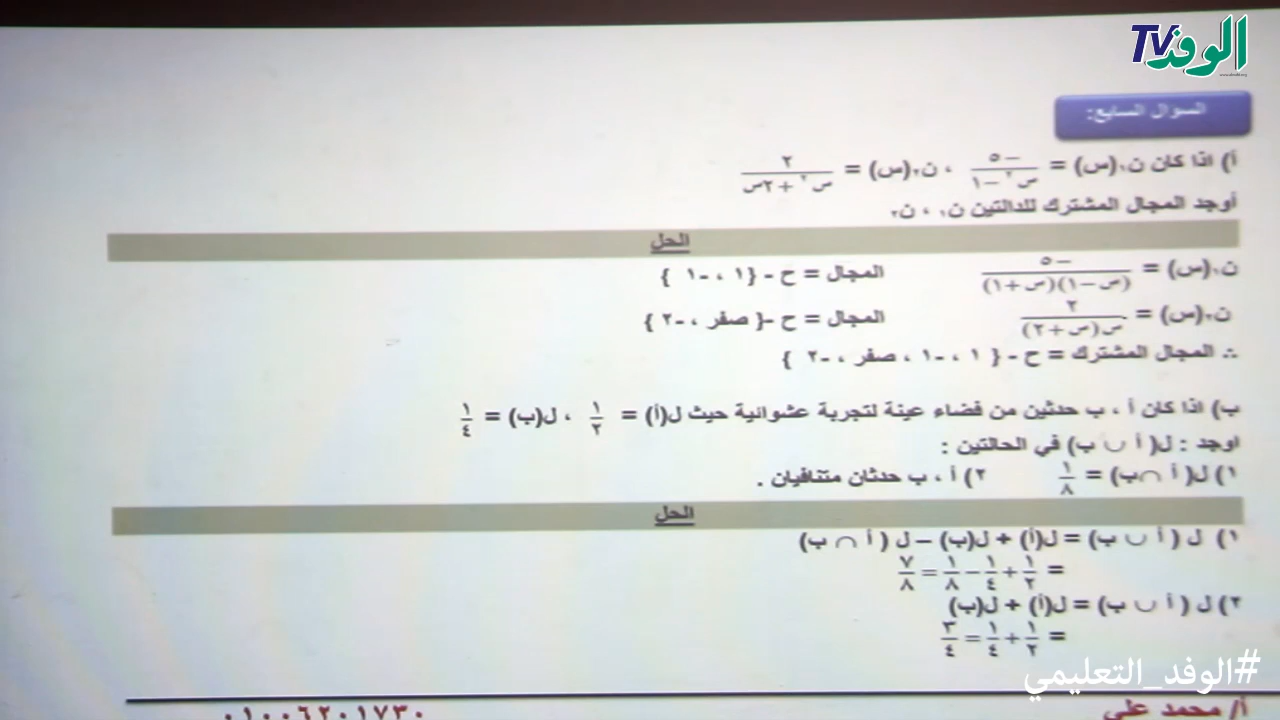 TV الوفد
السؤال السابع:
أ) اذا كان ن١(س) = -٥ / (س٢ - ١) ، ن٢(س) = ٢ / (س٢ + ٢س)
أوجد المجال المشترك للدالتين ن١ ، ن٢
الحل
ن١(س) = -٥ / (س-١)(س+١) المجال = ح - {١ ، -١ }
ن٢(س) = ٢ / س(س+٢) المجال = ح -{ صفر ، -٢ }
∴ المجال المشترك = ح - { ١ ، -١ ، صفر ، -٢ }
ب) اذا كان أ ، ب حدثين من فضاء عينة لتجربة عشوائية حيث ل(أ) = ١/٢ ، ل(ب) = ١/٤
اوجد : ل( أ ∪ ب) في الحالتين :
١) ل( أ ∩ب) = ١/٨ ٢) أ ، ب حدثان متنافيان .
الحل
١) ل ( أ ∪ ب) = ل(أ) + ل(ب) – ل ( أ ∩ ب)
= ١/٢ + ١/٤ - ١/٨ = ٧/٨
٢) ل ( أ ∪ ب) = ل(أ) + ل(ب)
= ١/٢ + ١/٤ = ٣/٤
#الوفد_التعليمي
أ/ محمد علي ٠١٠٠٦٢٠١٧٣٠